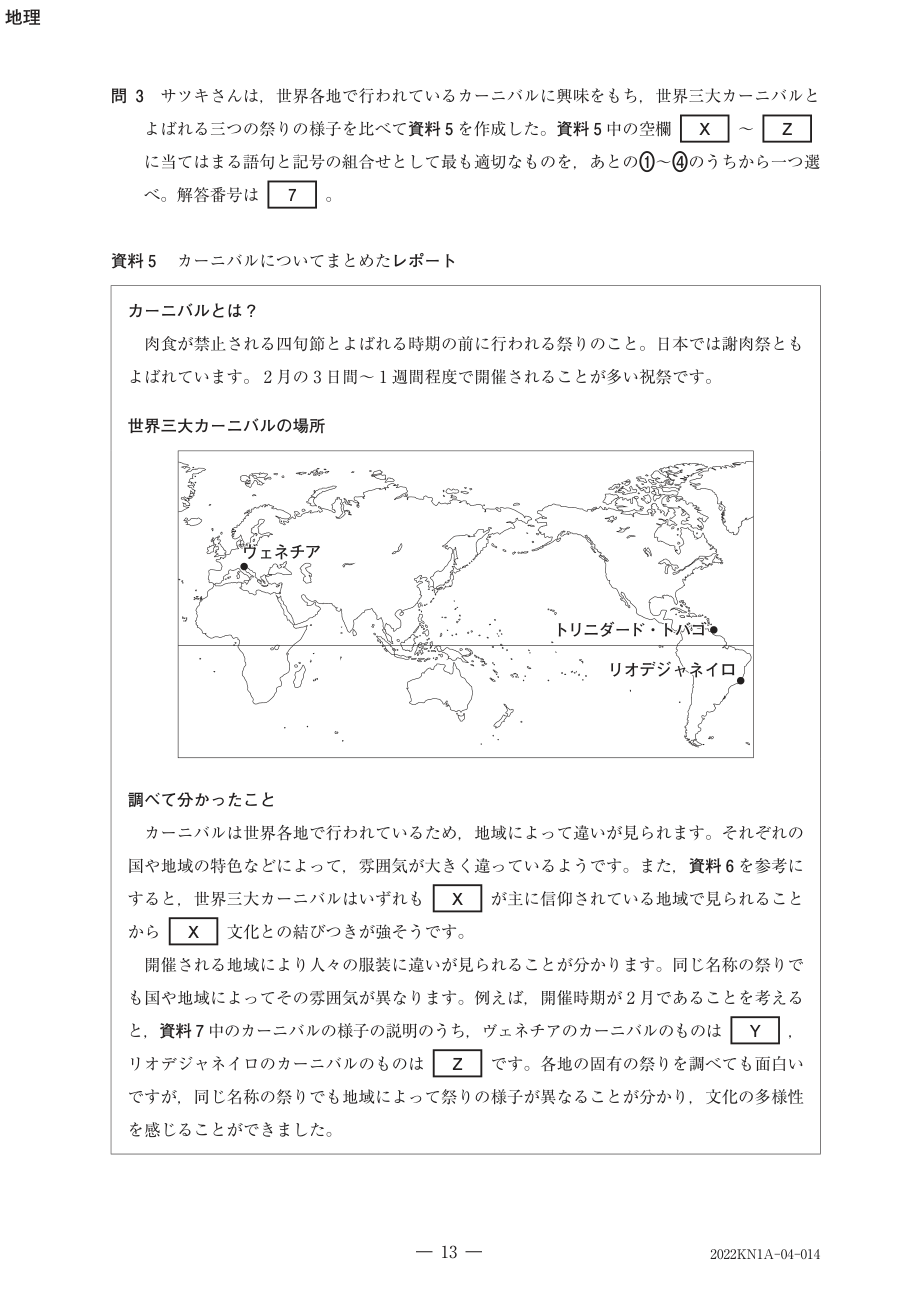 地理
問 3 サツキさんは，世界各地で行われているカーニバルに興味をもち，世界三大カーニバルと
よばれる三つの祭りの様子を比べて資料5を作成した。資料5中の空欄 X ～ Z
に当てはまる語句と記号の組合せとして最も適切なものを，あとの①～④のうちから一つ選
べ。解答番号は 7 。
資料5 カーニバルについてまとめたレポート
カーニバルとは？
肉食が禁止される四旬節とよばれる時期の前に行われる祭りのこと。日本では謝肉祭とも
よばれています。２月の３日間～１週間程度で開催されることが多い祝祭です。
世界三大カーニバルの場所
ヴェネチア
トリニダード・トバゴ
リオデジャネイロ
調べて分かったこと
カーニバルは世界各地で行われているため，地域によって違いが見られます。それぞれの
国や地域の特色などによって，雰囲気が大きく違っているようです。また，資料6を参考に
すると，世界三大カーニバルはいずれも X が主に信仰されている地域で見られること
から X 文化との結びつきが強そうです。
開催される地域により人々の服装に違いが見られることが分かります。同じ名称の祭りで
も国や地域によってその雰囲気が異なります。例えば，開催時期が２月であることを考える
と，資料7中のカーニバルの様子の説明のうち，ヴェネチアのカーニバルのものは Y ，
リオデジャネイロのカーニバルのものは Z です。各地の固有の祭りを調べても面白い
ですが，同じ名称の祭りでも地域によって祭りの様子が異なることが分かり，文化の多様性
を感じることができました。
— 13 —
2022KN1A-04-014